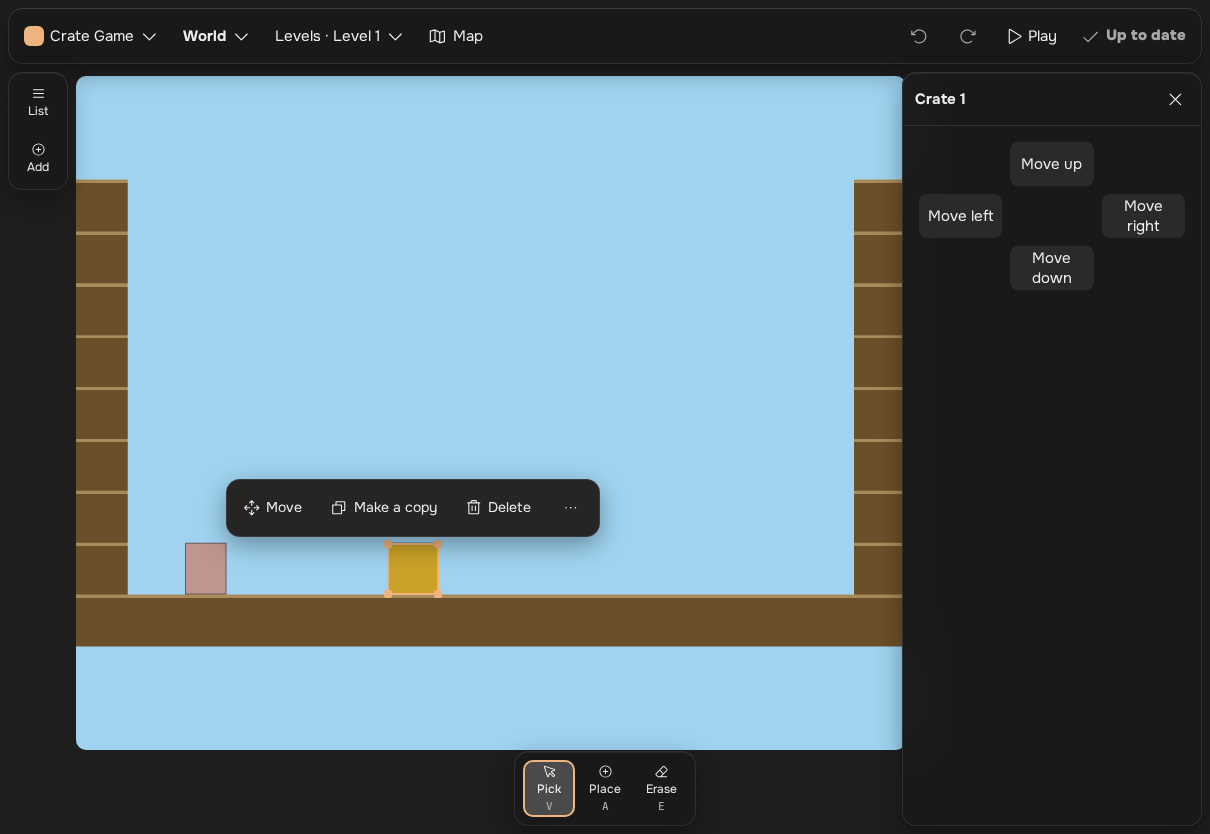 Crate Game
World
Levels · Level 1
Map
Play
Up to date
List
Add
Crate 1
Move up
Move left
Move
right
Move
down
Move
Make a copy
Delete
···
Pick
V
Place
A
Erase
E